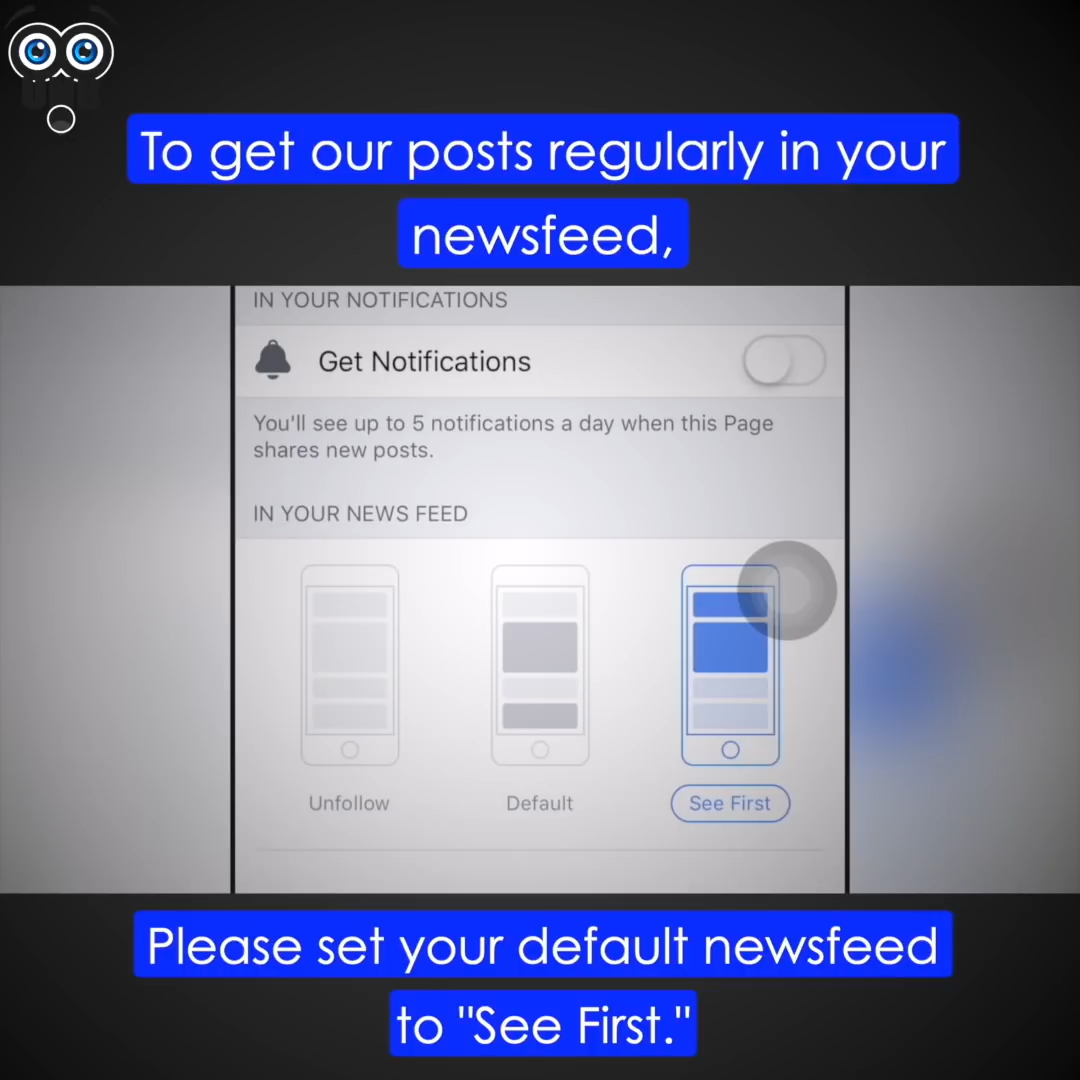 To get our posts regularly in your
newsfeed,
IN YOUR NOTIFICATIONS
Get Notifications
You'll see up to 5 notifications a day when this Page
shares new posts.
IN YOUR NEWS FEED
Unfollow
Default
See First
Please set your default newsfeed
to "See First."